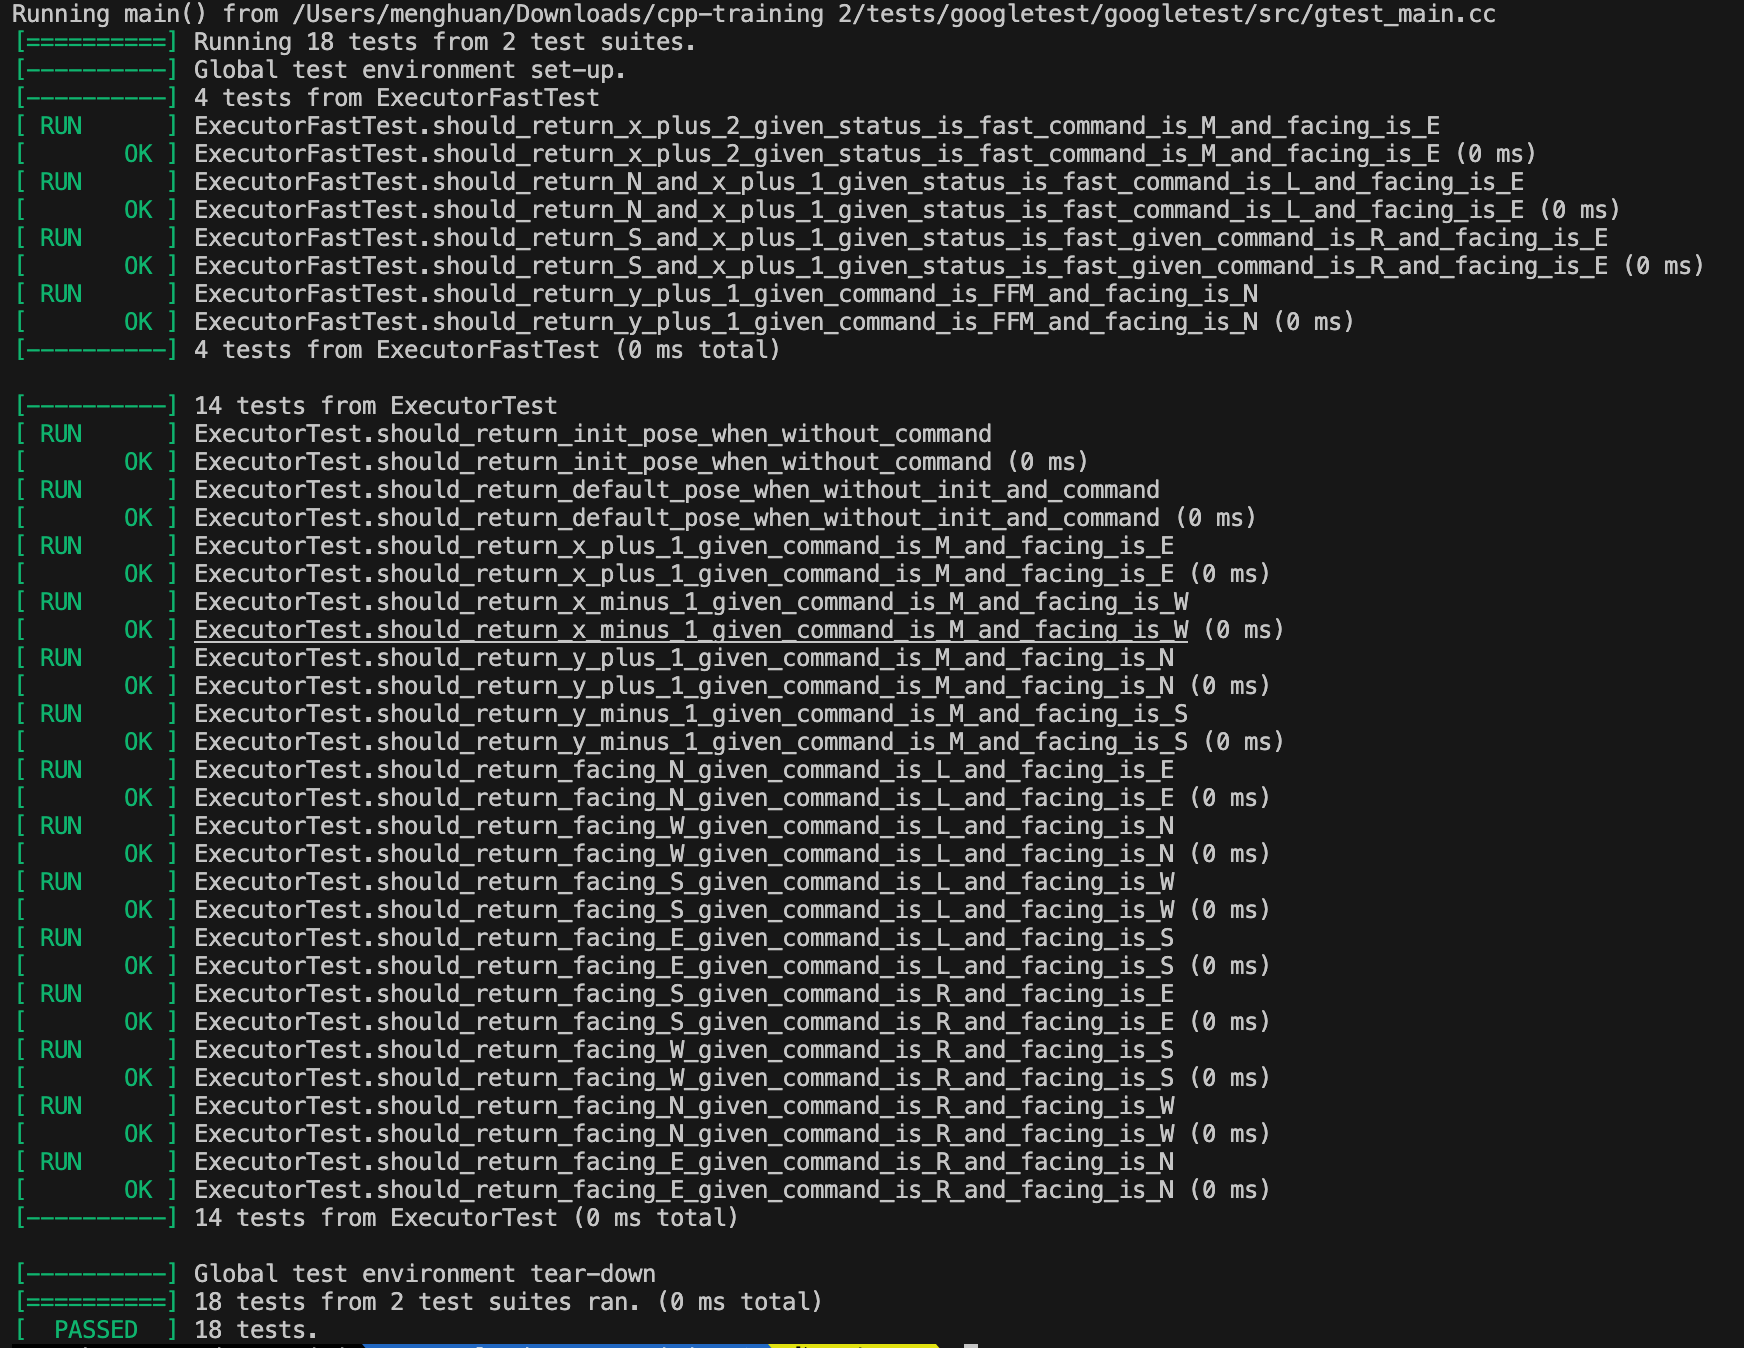 Running main() from /Users/menghuan/Downloads/cpp-training 2/tests/googletest/googletest/src/gtest_main.cc
[==========] Running 18 tests from 2 test suites.
[----------] Global test environment set-up.
[----------] 4 tests from ExecutorFastTest
[ RUN      ] ExecutorFastTest.should_return_x_plus_2_given_status_is_fast_command_is_M_and_facing_is_E
[       OK ] ExecutorFastTest.should_return_x_plus_2_given_status_is_fast_command_is_M_and_facing_is_E (0 ms)
[ RUN      ] ExecutorFastTest.should_return_N_and_x_plus_1_given_status_is_fast_command_is_L_and_facing_is_E
[       OK ] ExecutorFastTest.should_return_N_and_x_plus_1_given_status_is_fast_command_is_L_and_facing_is_E (0 ms)
[ RUN      ] ExecutorFastTest.should_return_S_and_x_plus_1_given_status_is_fast_given_command_is_R_and_facing_is_E
[       OK ] ExecutorFastTest.should_return_S_and_x_plus_1_given_status_is_fast_given_command_is_R_and_facing_is_E (0 ms)
[ RUN      ] ExecutorFastTest.should_return_y_plus_1_given_command_is_FFM_and_facing_is_N
[       OK ] ExecutorFastTest.should_return_y_plus_1_given_command_is_FFM_and_facing_is_N (0 ms)
[----------] 4 tests from ExecutorFastTest (0 ms total)

[----------] 14 tests from ExecutorTest
[ RUN      ] ExecutorTest.should_return_init_pose_when_without_command
[       OK ] ExecutorTest.should_return_init_pose_when_without_command (0 ms)
[ RUN      ] ExecutorTest.should_return_default_pose_when_without_init_and_command
[       OK ] ExecutorTest.should_return_default_pose_when_without_init_and_command (0 ms)
[ RUN      ] ExecutorTest.should_return_x_plus_1_given_command_is_M_and_facing_is_E
[       OK ] ExecutorTest.should_return_x_plus_1_given_command_is_M_and_facing_is_E (0 ms)
[ RUN      ] ExecutorTest.should_return_x_minus_1_given_command_is_M_and_facing_is_W
[       OK ] ExecutorTest.should_return_x_minus_1_given_command_is_M_and_facing_is_W (0 ms)
[ RUN      ] ExecutorTest.should_return_y_plus_1_given_command_is_M_and_facing_is_N
[       OK ] ExecutorTest.should_return_y_plus_1_given_command_is_M_and_facing_is_N (0 ms)
[ RUN      ] ExecutorTest.should_return_y_minus_1_given_command_is_M_and_facing_is_S
[       OK ] ExecutorTest.should_return_y_minus_1_given_command_is_M_and_facing_is_S (0 ms)
[ RUN      ] ExecutorTest.should_return_facing_N_given_command_is_L_and_facing_is_E
[       OK ] ExecutorTest.should_return_facing_N_given_command_is_L_and_facing_is_E (0 ms)
[ RUN      ] ExecutorTest.should_return_facing_W_given_command_is_L_and_facing_is_N
[       OK ] ExecutorTest.should_return_facing_W_given_command_is_L_and_facing_is_N (0 ms)
[ RUN      ] ExecutorTest.should_return_facing_S_given_command_is_L_and_facing_is_W
[       OK ] ExecutorTest.should_return_facing_S_given_command_is_L_and_facing_is_W (0 ms)
[ RUN      ] ExecutorTest.should_return_facing_E_given_command_is_L_and_facing_is_S
[       OK ] ExecutorTest.should_return_facing_E_given_command_is_L_and_facing_is_S (0 ms)
[ RUN      ] ExecutorTest.should_return_facing_S_given_command_is_R_and_facing_is_E
[       OK ] ExecutorTest.should_return_facing_S_given_command_is_R_and_facing_is_E (0 ms)
[ RUN      ] ExecutorTest.should_return_facing_W_given_command_is_R_and_facing_is_S
[       OK ] ExecutorTest.should_return_facing_W_given_command_is_R_and_facing_is_S (0 ms)
[ RUN      ] ExecutorTest.should_return_facing_N_given_command_is_R_and_facing_is_W
[       OK ] ExecutorTest.should_return_facing_N_given_command_is_R_and_facing_is_W (0 ms)
[ RUN      ] ExecutorTest.should_return_facing_E_given_command_is_R_and_facing_is_N
[       OK ] ExecutorTest.should_return_facing_E_given_command_is_R_and_facing_is_N (0 ms)
[----------] 14 tests from ExecutorTest (0 ms total)

[----------] Global test environment tear-down
[==========] 18 tests from 2 test suites ran. (0 ms total)
[  PASSED  ] 18 tests.